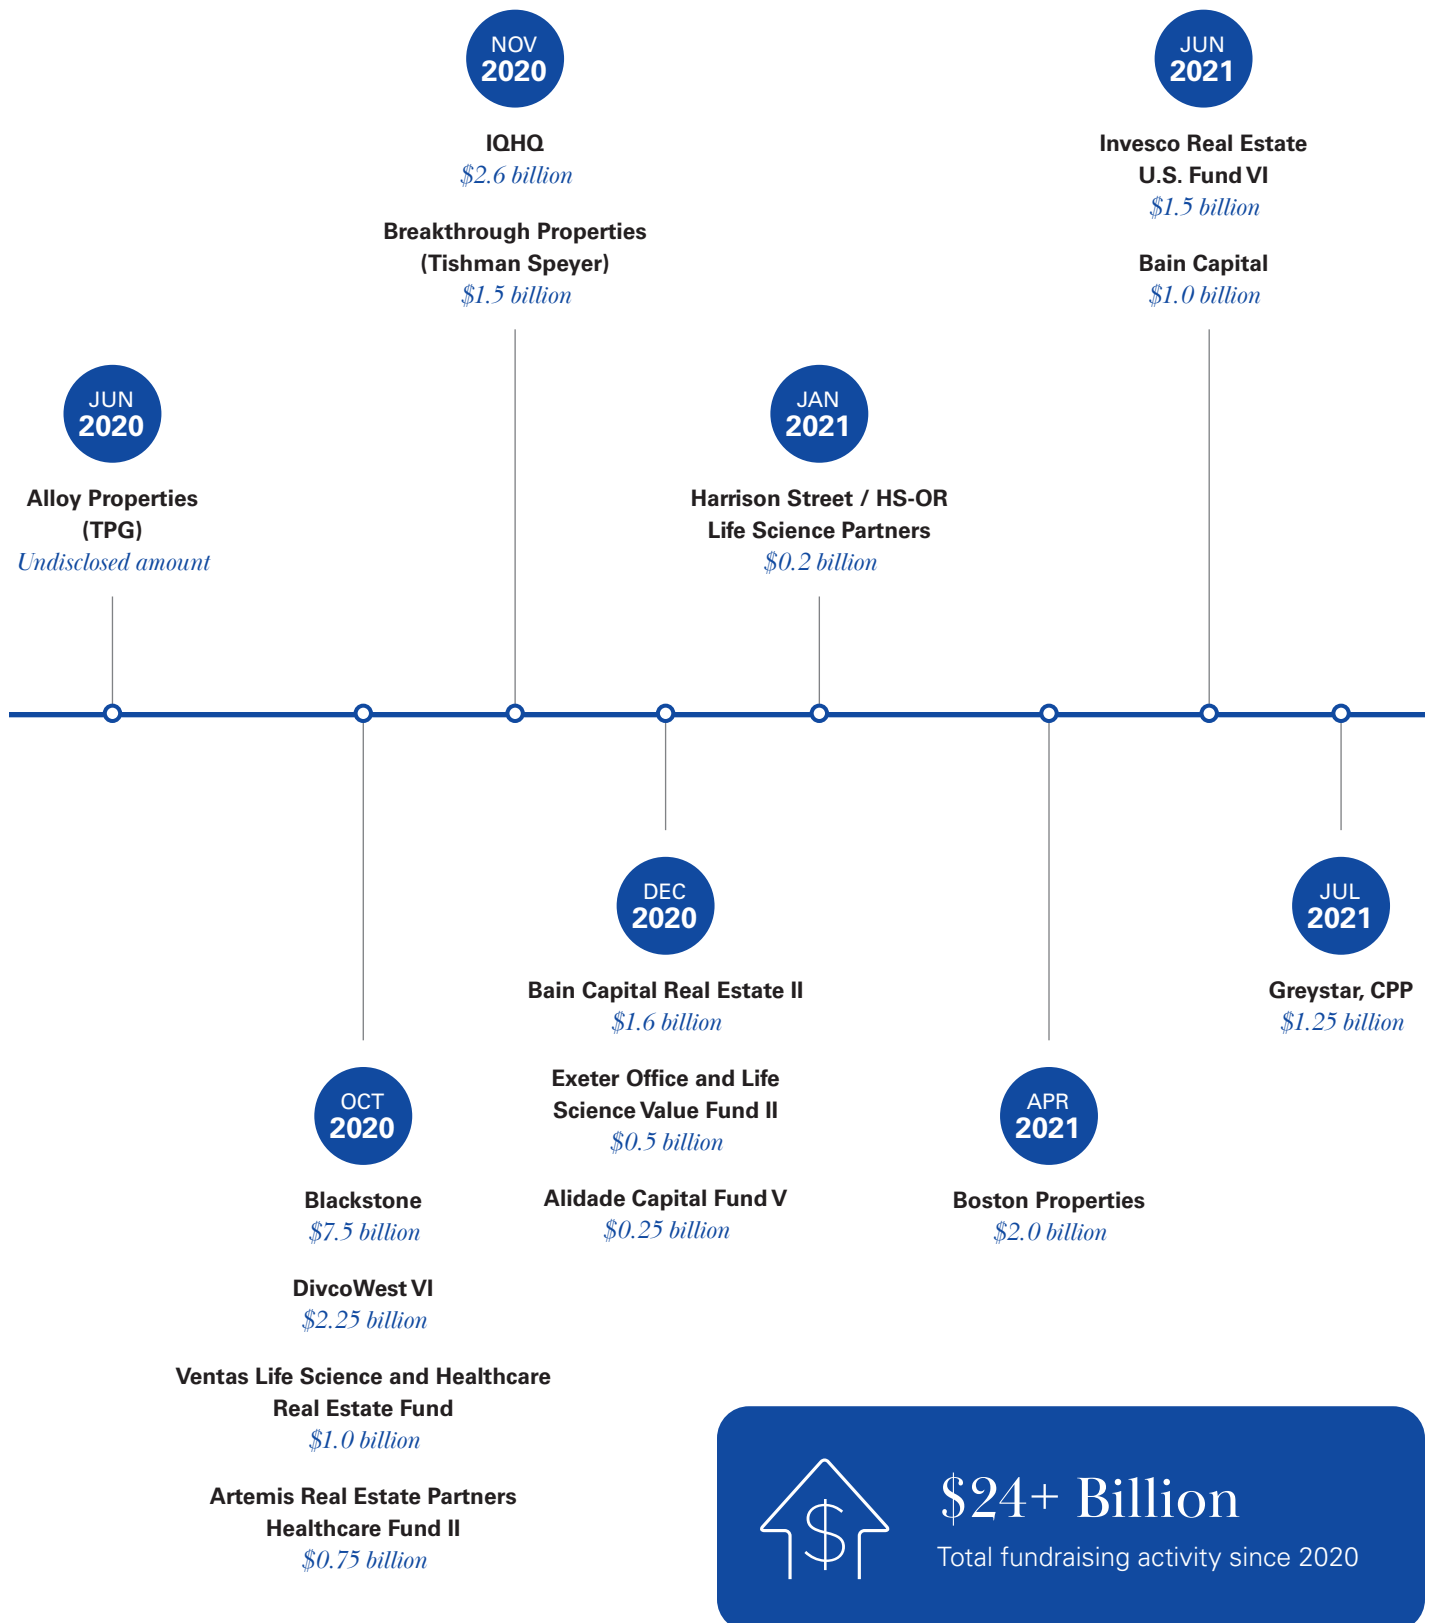 JUN
2020
Alloy Properties
(TPG)
Undisclosed amount
OCT
2020
Blackstone
$7.5 billion
DivcoWest VI
$2.25 billion
Ventas Life Science and Healthcare
Real Estate Fund
$1.0 billion
Artemis Real Estate Partners
Healthcare Fund II
$0.75 billion
NOV
2020
IQHQ
$2.6 billion
Breakthrough Properties
(Tishman Speyer)
$1.5 billion
DEC
2020
Bain Capital Real Estate II
$1.6 billion
Exeter Office and Life
Science Value Fund II
$0.5 billion
Alidade Capital Fund V
$0.25 billion
JAN
2021
Harrison Street / HS-OR
Life Science Partners
$0.2 billion
APR
2021
Boston Properties
$2.0 billion
JUN
2021
Invesco Real Estate
U.S. Fund VI
$1.5 billion
Bain Capital
$1.0 billion
JUL
2021
Greystar, CPP
$1.25 billion
$
$24+ Billion
Total fundraising activity since 2020